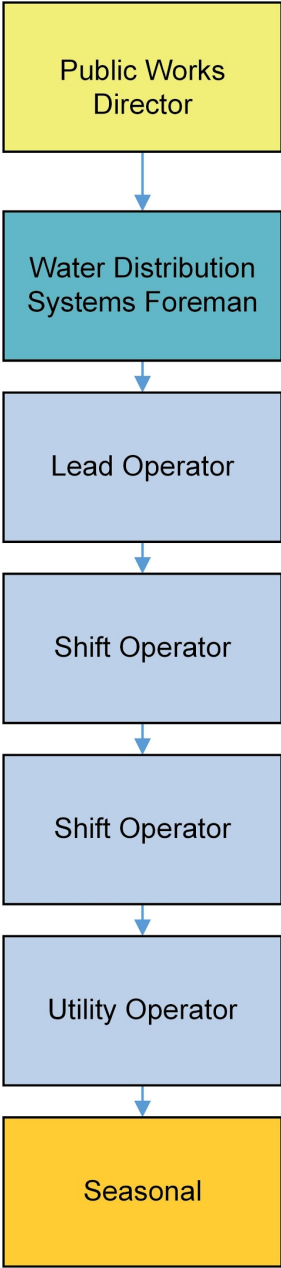 Public Works
Director
Water Distribution
Systems Foreman
Lead Operator
Shift Operator
Shift Operator
Utility Operator
Seasonal